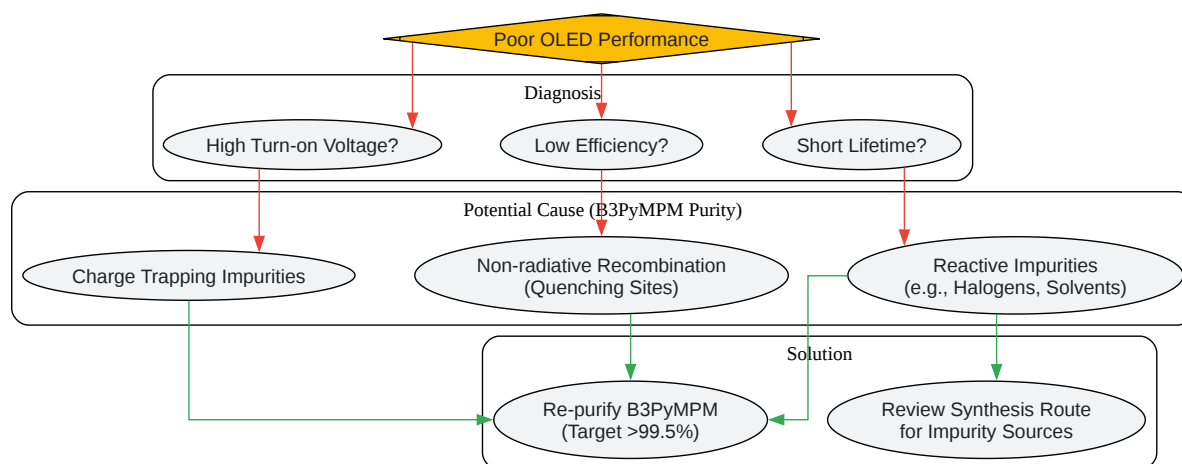 Poor OLED Performance
Diagnosis
High Turn-on Voltage?
Low Efficiency?
Short Lifetime?
Potential Cause (B3PyMPM Purity)
Charge Trapping Impurities
Non-radiative Recombination
(Quenching Sites)
Reactive Impurities
(e.g., Halogens, Solvents)
Solution
Re-purify B3PyMPM
(Target >99.5%)
Review Synthesis Route
for Impurity Sources